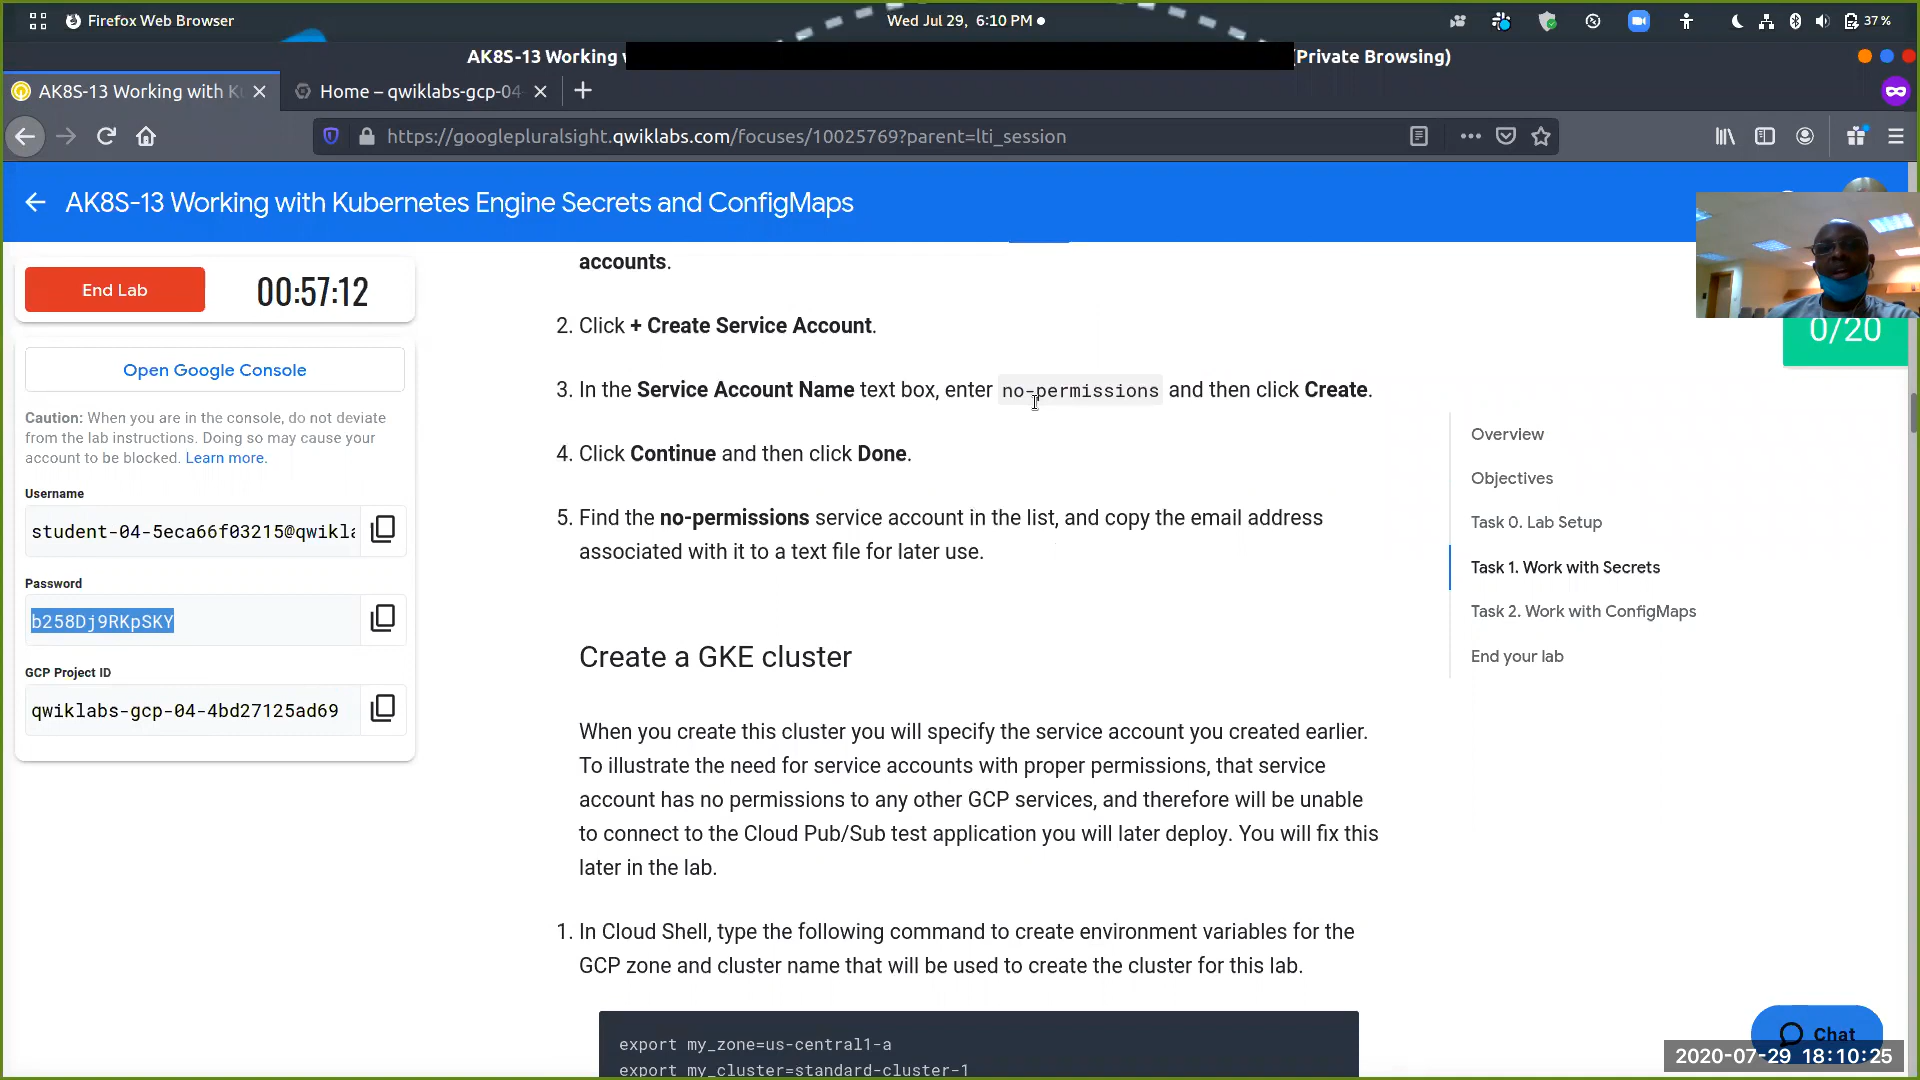 Firefox Web Browser
Wed Jul 29, 6:10 PM
37 %
AK8S-13 Working
(Private Browsing)
AK8S-13 Working with K
Home – qwiklabs-gcp-04
https://googlepluralsight.qwiklabs.com/focuses/10025769?parent=lti_session
AK8S-13 Working with Kubernetes Engine Secrets and ConfigMaps
End Lab
00:57:12
Open Google Console
Caution: When you are in the console, do not deviate
from the lab instructions. Doing so may cause your
account to be blocked. Learn more.
Username
student-04-5eca66f03215@qwikla
Password
b258Dj9RKpSKY
GCP Project ID
qwiklabs-gcp-04-4bd27125ad69
accounts.
2. Click + Create Service Account.
3. In the Service Account Name text box, enter no-permissions and then click Create.
4. Click Continue and then click Done.
5. Find the no-permissions service account in the list, and copy the email address
associated with it to a text file for later use.
Create a GKE cluster
When you create this cluster you will specify the service account you created earlier.
To illustrate the need for service accounts with proper permissions, that service
account has no permissions to any other GCP services, and therefore will be unable
to connect to the Cloud Pub/Sub test application you will later deploy. You will fix this
later in the lab.
1. In Cloud Shell, type the following command to create environment variables for the
GCP zone and cluster name that will be used to create the cluster for this lab.
export my_zone=us-central1-a
export my_cluster=standard-cluster-1
0/20
Overview
Objectives
Task 0. Lab Setup
Task 1. Work with Secrets
Task 2. Work with ConfigMaps
End your lab
Chat
2020-07-29 18:10:25